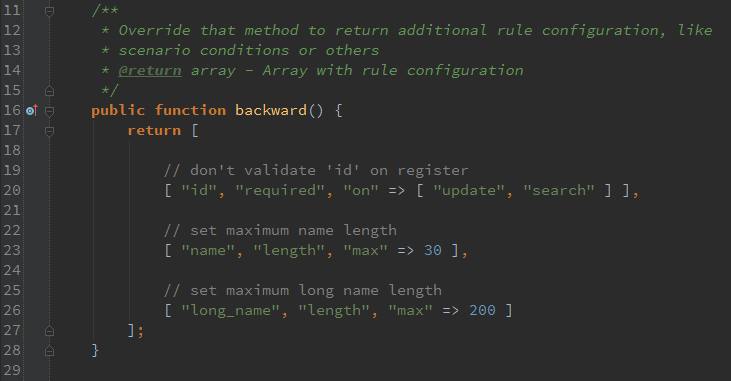 11 /**
12 * Override that method to return additional rule configuration, like
13 * scenario conditions or others
14 * @return array - Array with rule configuration
15 */
16 public function backward() {
17 return [
18
19 // don't validate 'id' on register
20 [ "id", "required", "on" => [ "update", "search" ] ],
21
22 // set maximum name length
23 [ "name", "length", "max" => 30 ],
24
25 // set maximum long name length
26 [ "long_name", "length", "max" => 200 ]
27 ];
28 }
29